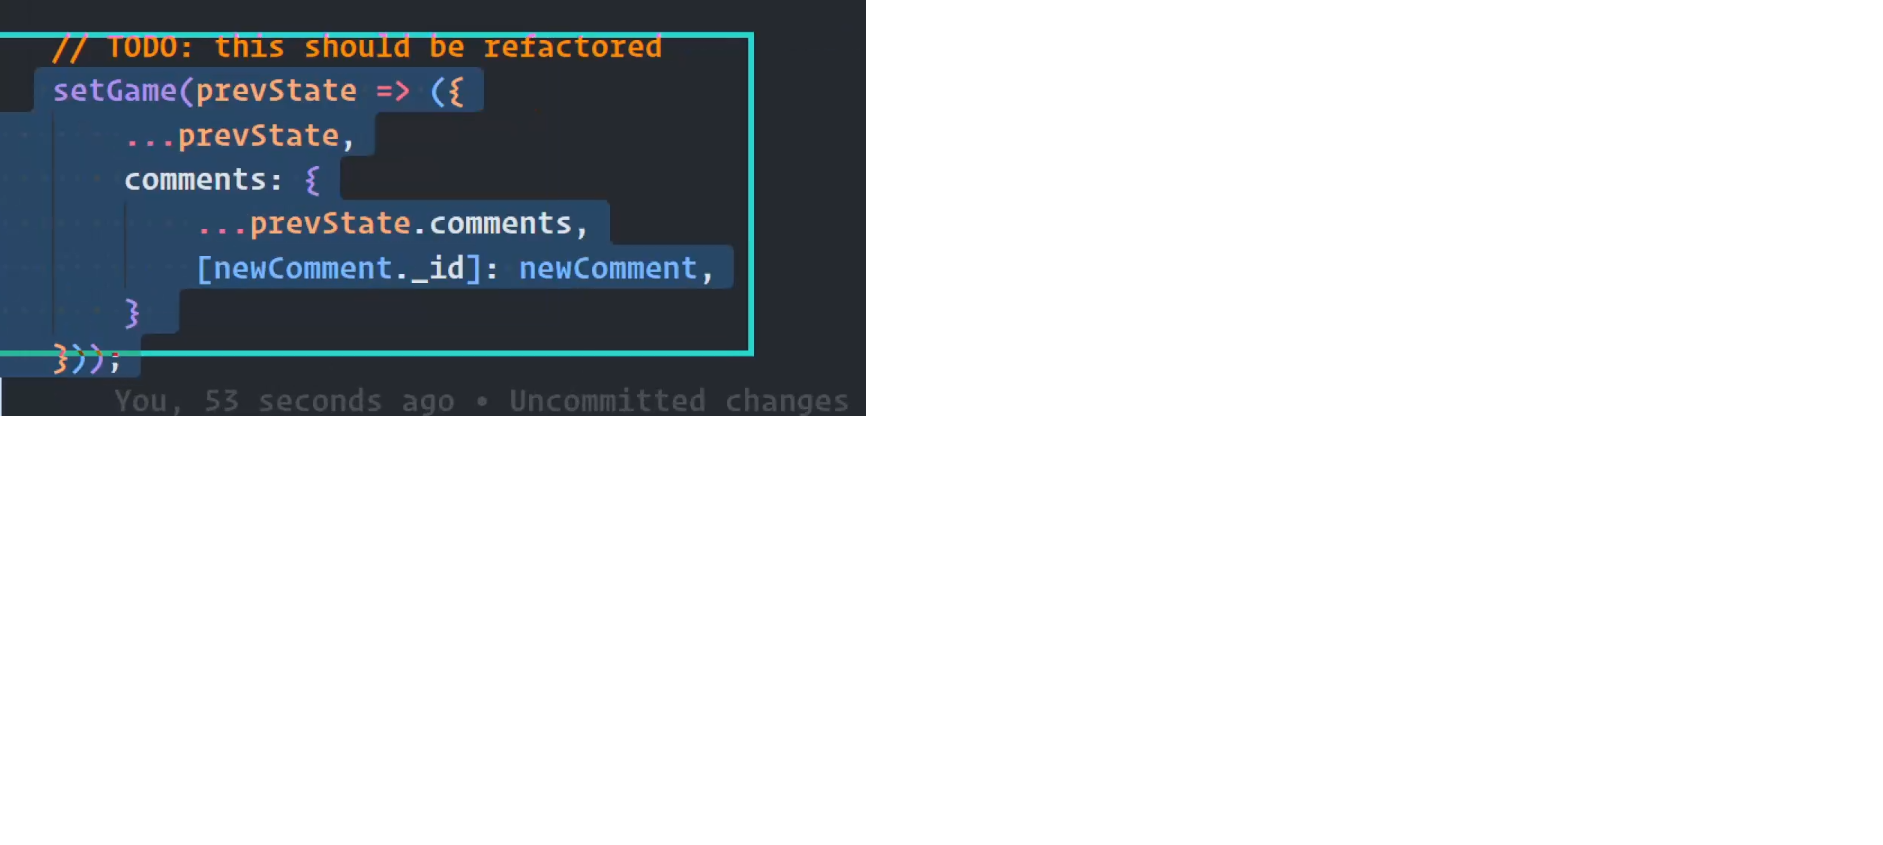 // TODO: this should be refactored
setGame(prevState => ({
...prevState,
comments: {
...prevState.comments,
[newComment._id]: newComment,
}
}));
You, 53 seconds ago • Uncommitted changes